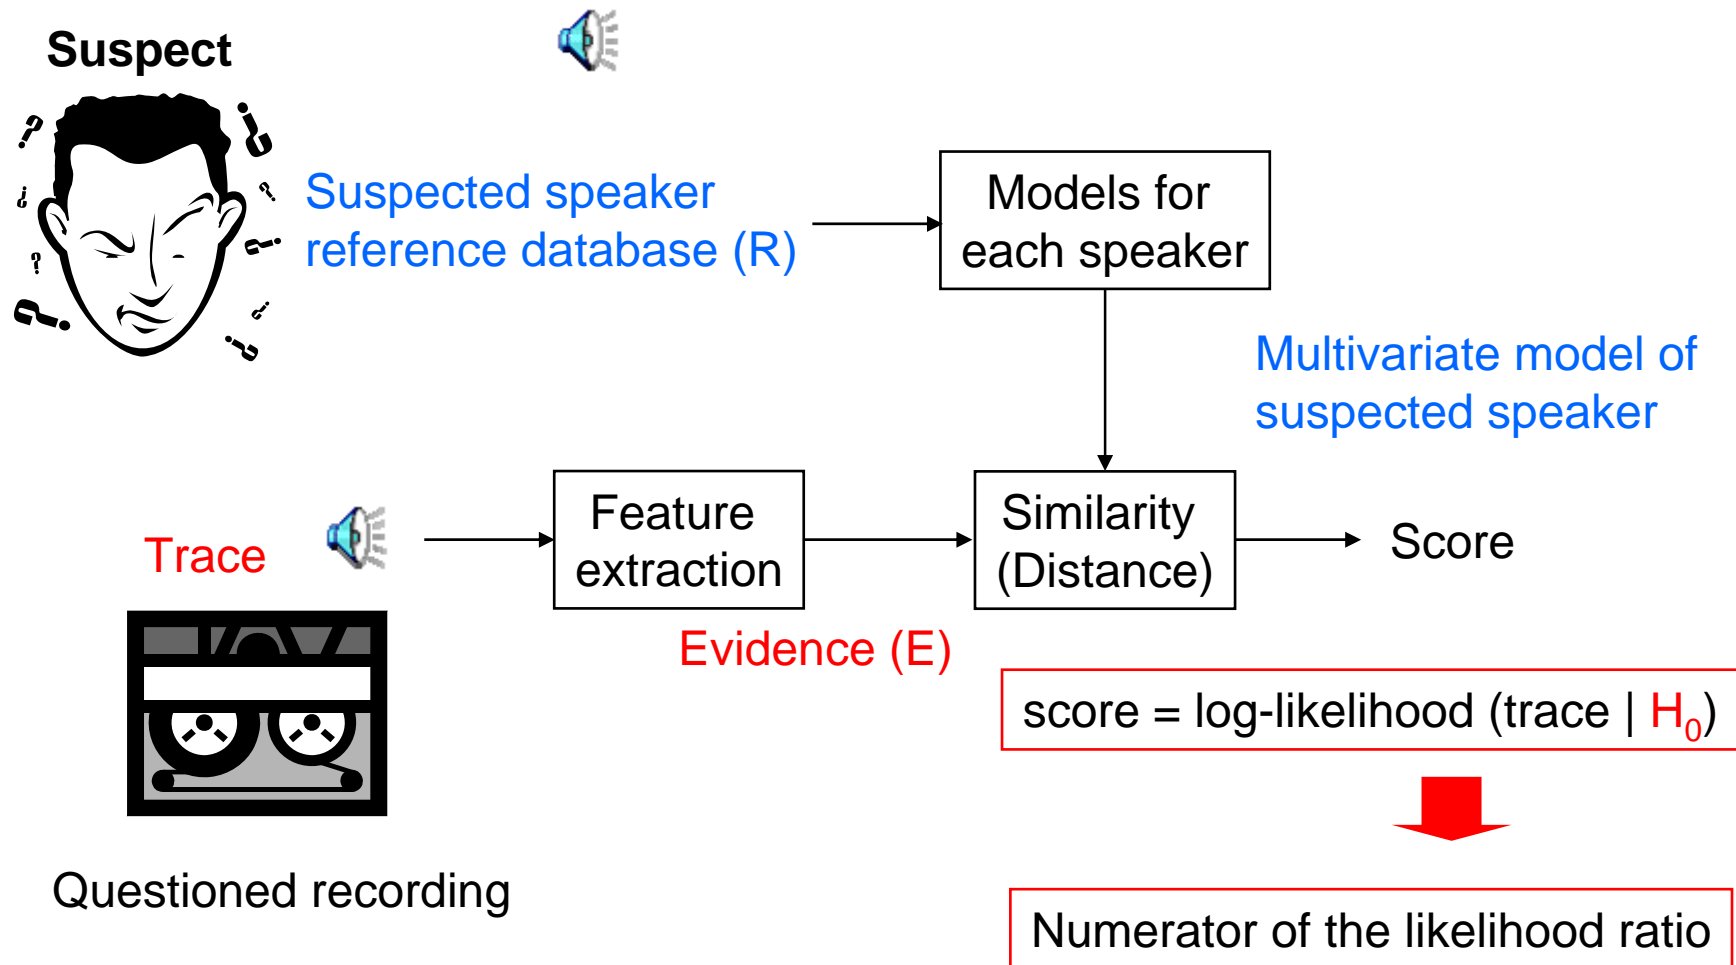 Suspect
Suspected speaker
reference database (R)
Models for
each speaker
Multivariate model of
suspected speaker
Trace
Feature
extraction
Similarity
(Distance)
Score
Evidence (E)
score = log-likelihood (trace | H₀)
Questioned recording
Numerator of the likelihood ratio